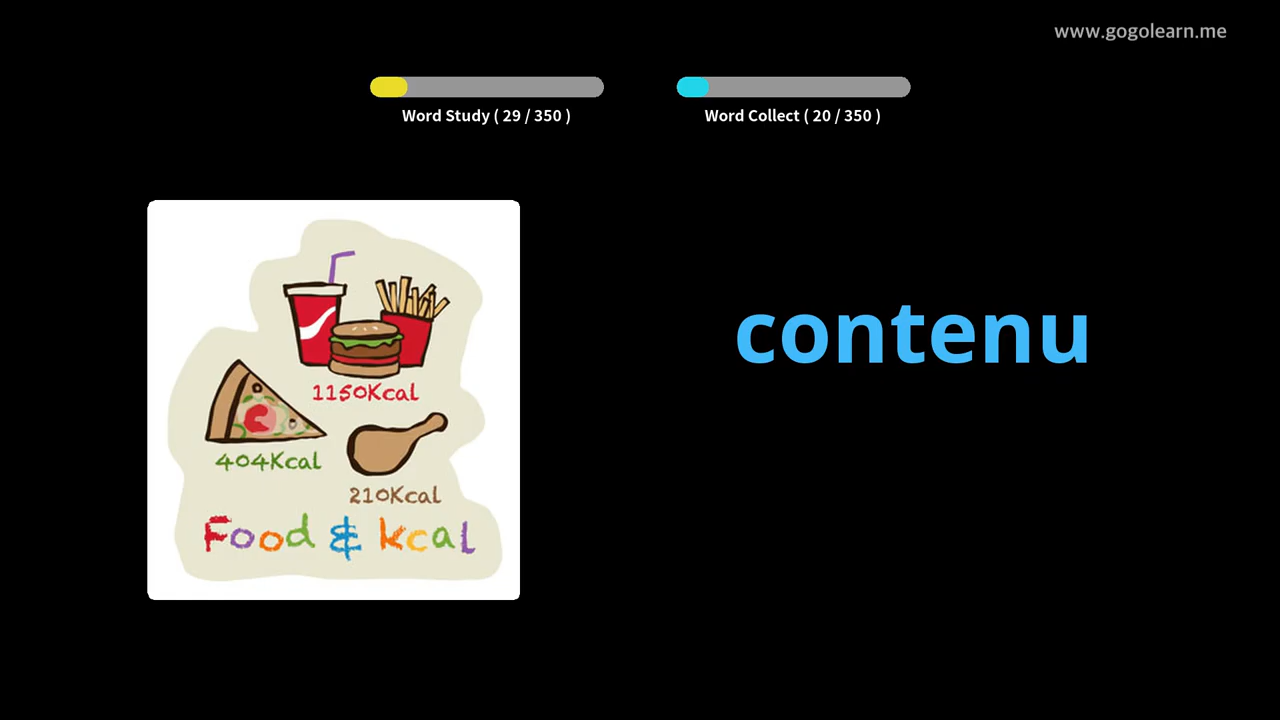 www.gogolearn.me
Word Study ( 29 / 350 )
Word Collect ( 20 / 350 )
1150Kcal
404Kcal
210Kcal
Food & kcal
contenu